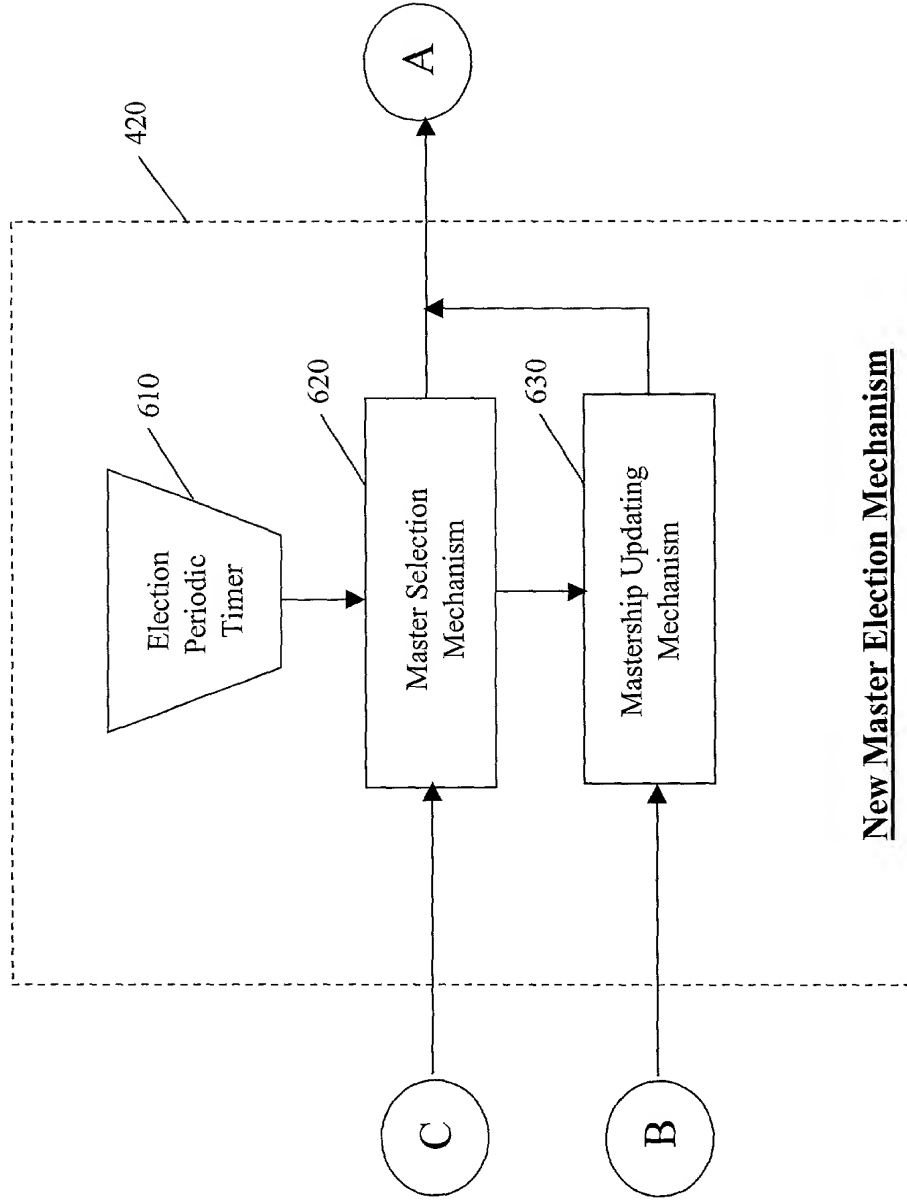 420
610
Election
Periodic
Timer
620
Master Selection
Mechanism
A
C
630
Mastership Updating
Mechanism
B
New Master Election Mechanism